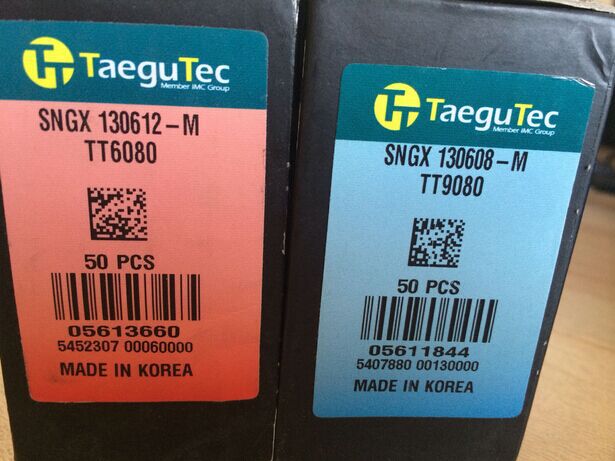 TaeguTec
Member IMC Group
SNGX 130612-M
TT6080
50 PCS
05613660
5452307 00060000
MADE IN KOREA
TaeguTec
Member IMC Group
SNGX 130608-M
TT9080
50 PCS
05611844
5407880 00130000
MADE IN KOREA